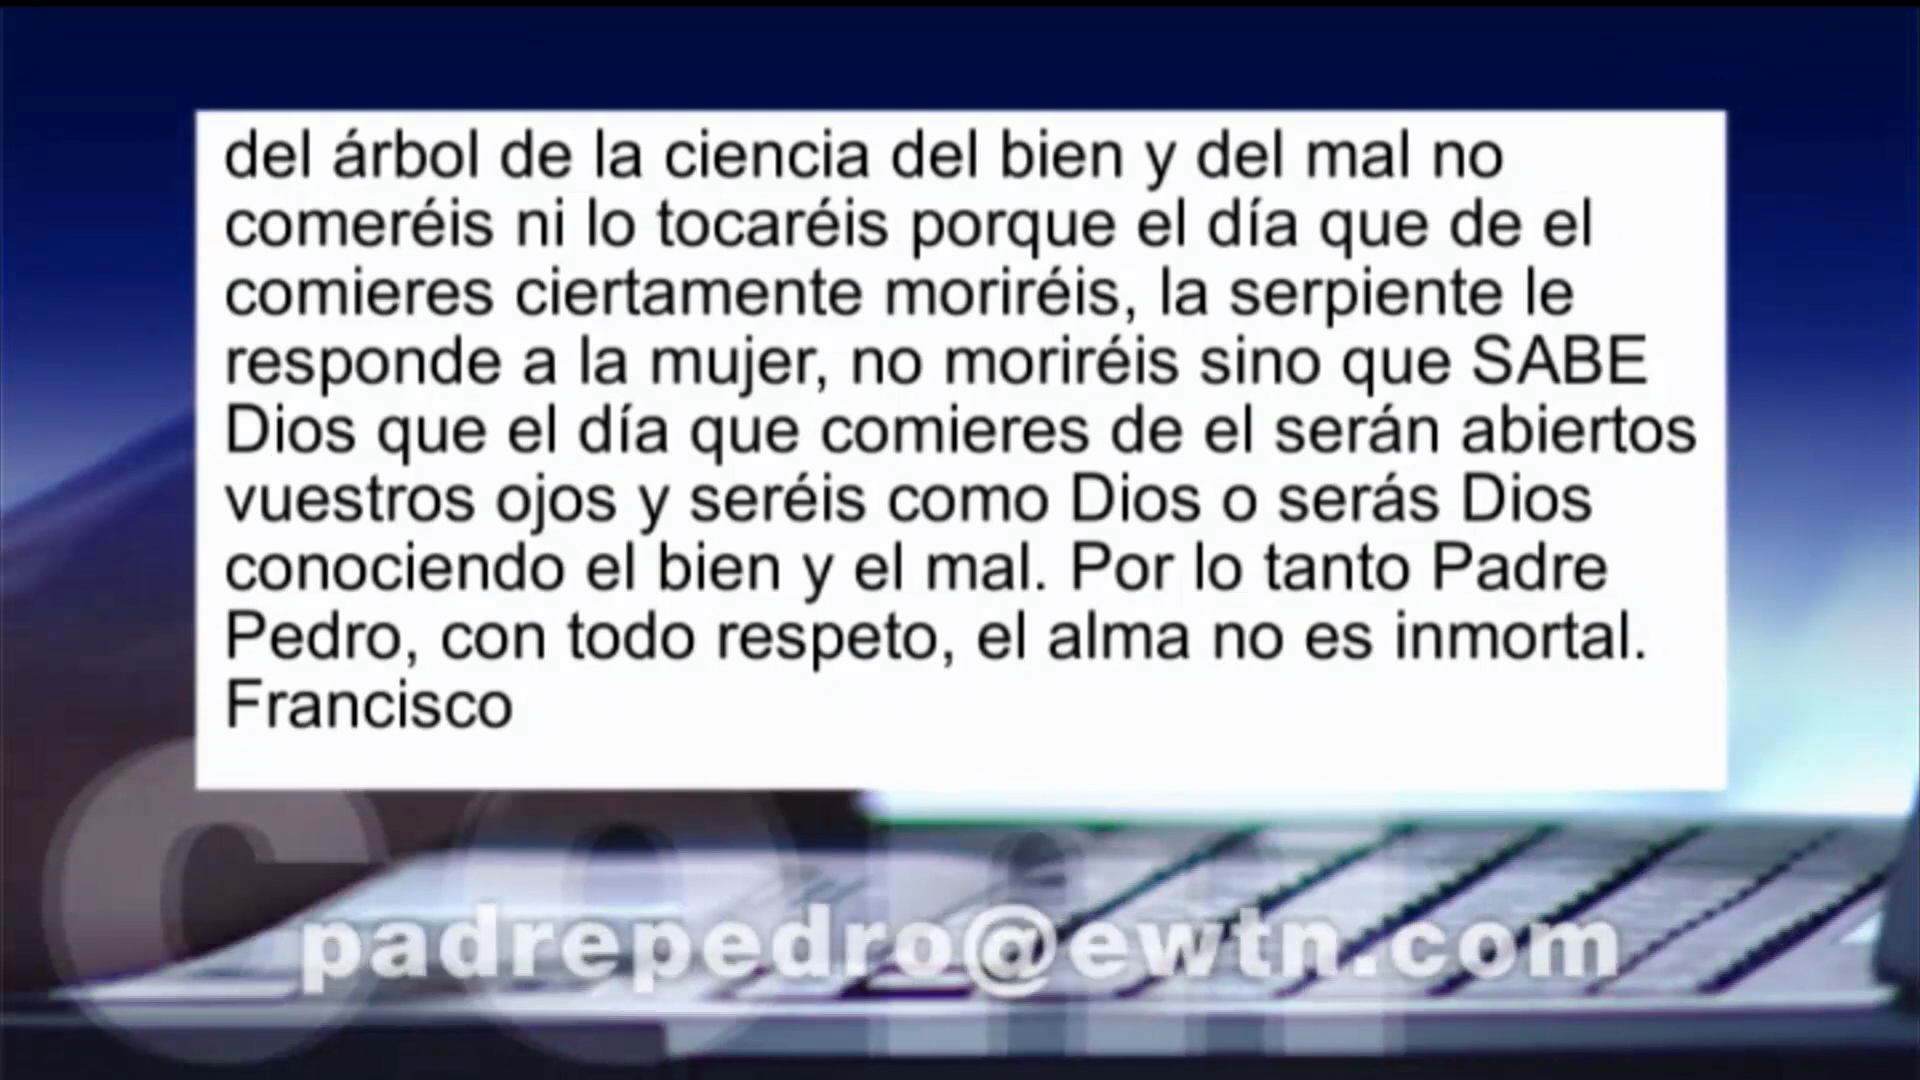 del árbol de la ciencia del bien y del mal no
comeréis ni lo tocaréis porque el día que de el
comieres ciertamente moriréis, la serpiente le
responde a la mujer, no moriréis sino que SABE
Dios que el día que comieres de el serán abiertos
vuestros ojos y seréis como Dios o serás Dios
conociendo el bien y el mal. Por lo tanto Padre
Pedro, con todo respeto, el alma no es inmortal.
Francisco
com
padrepedro@ewtn.com